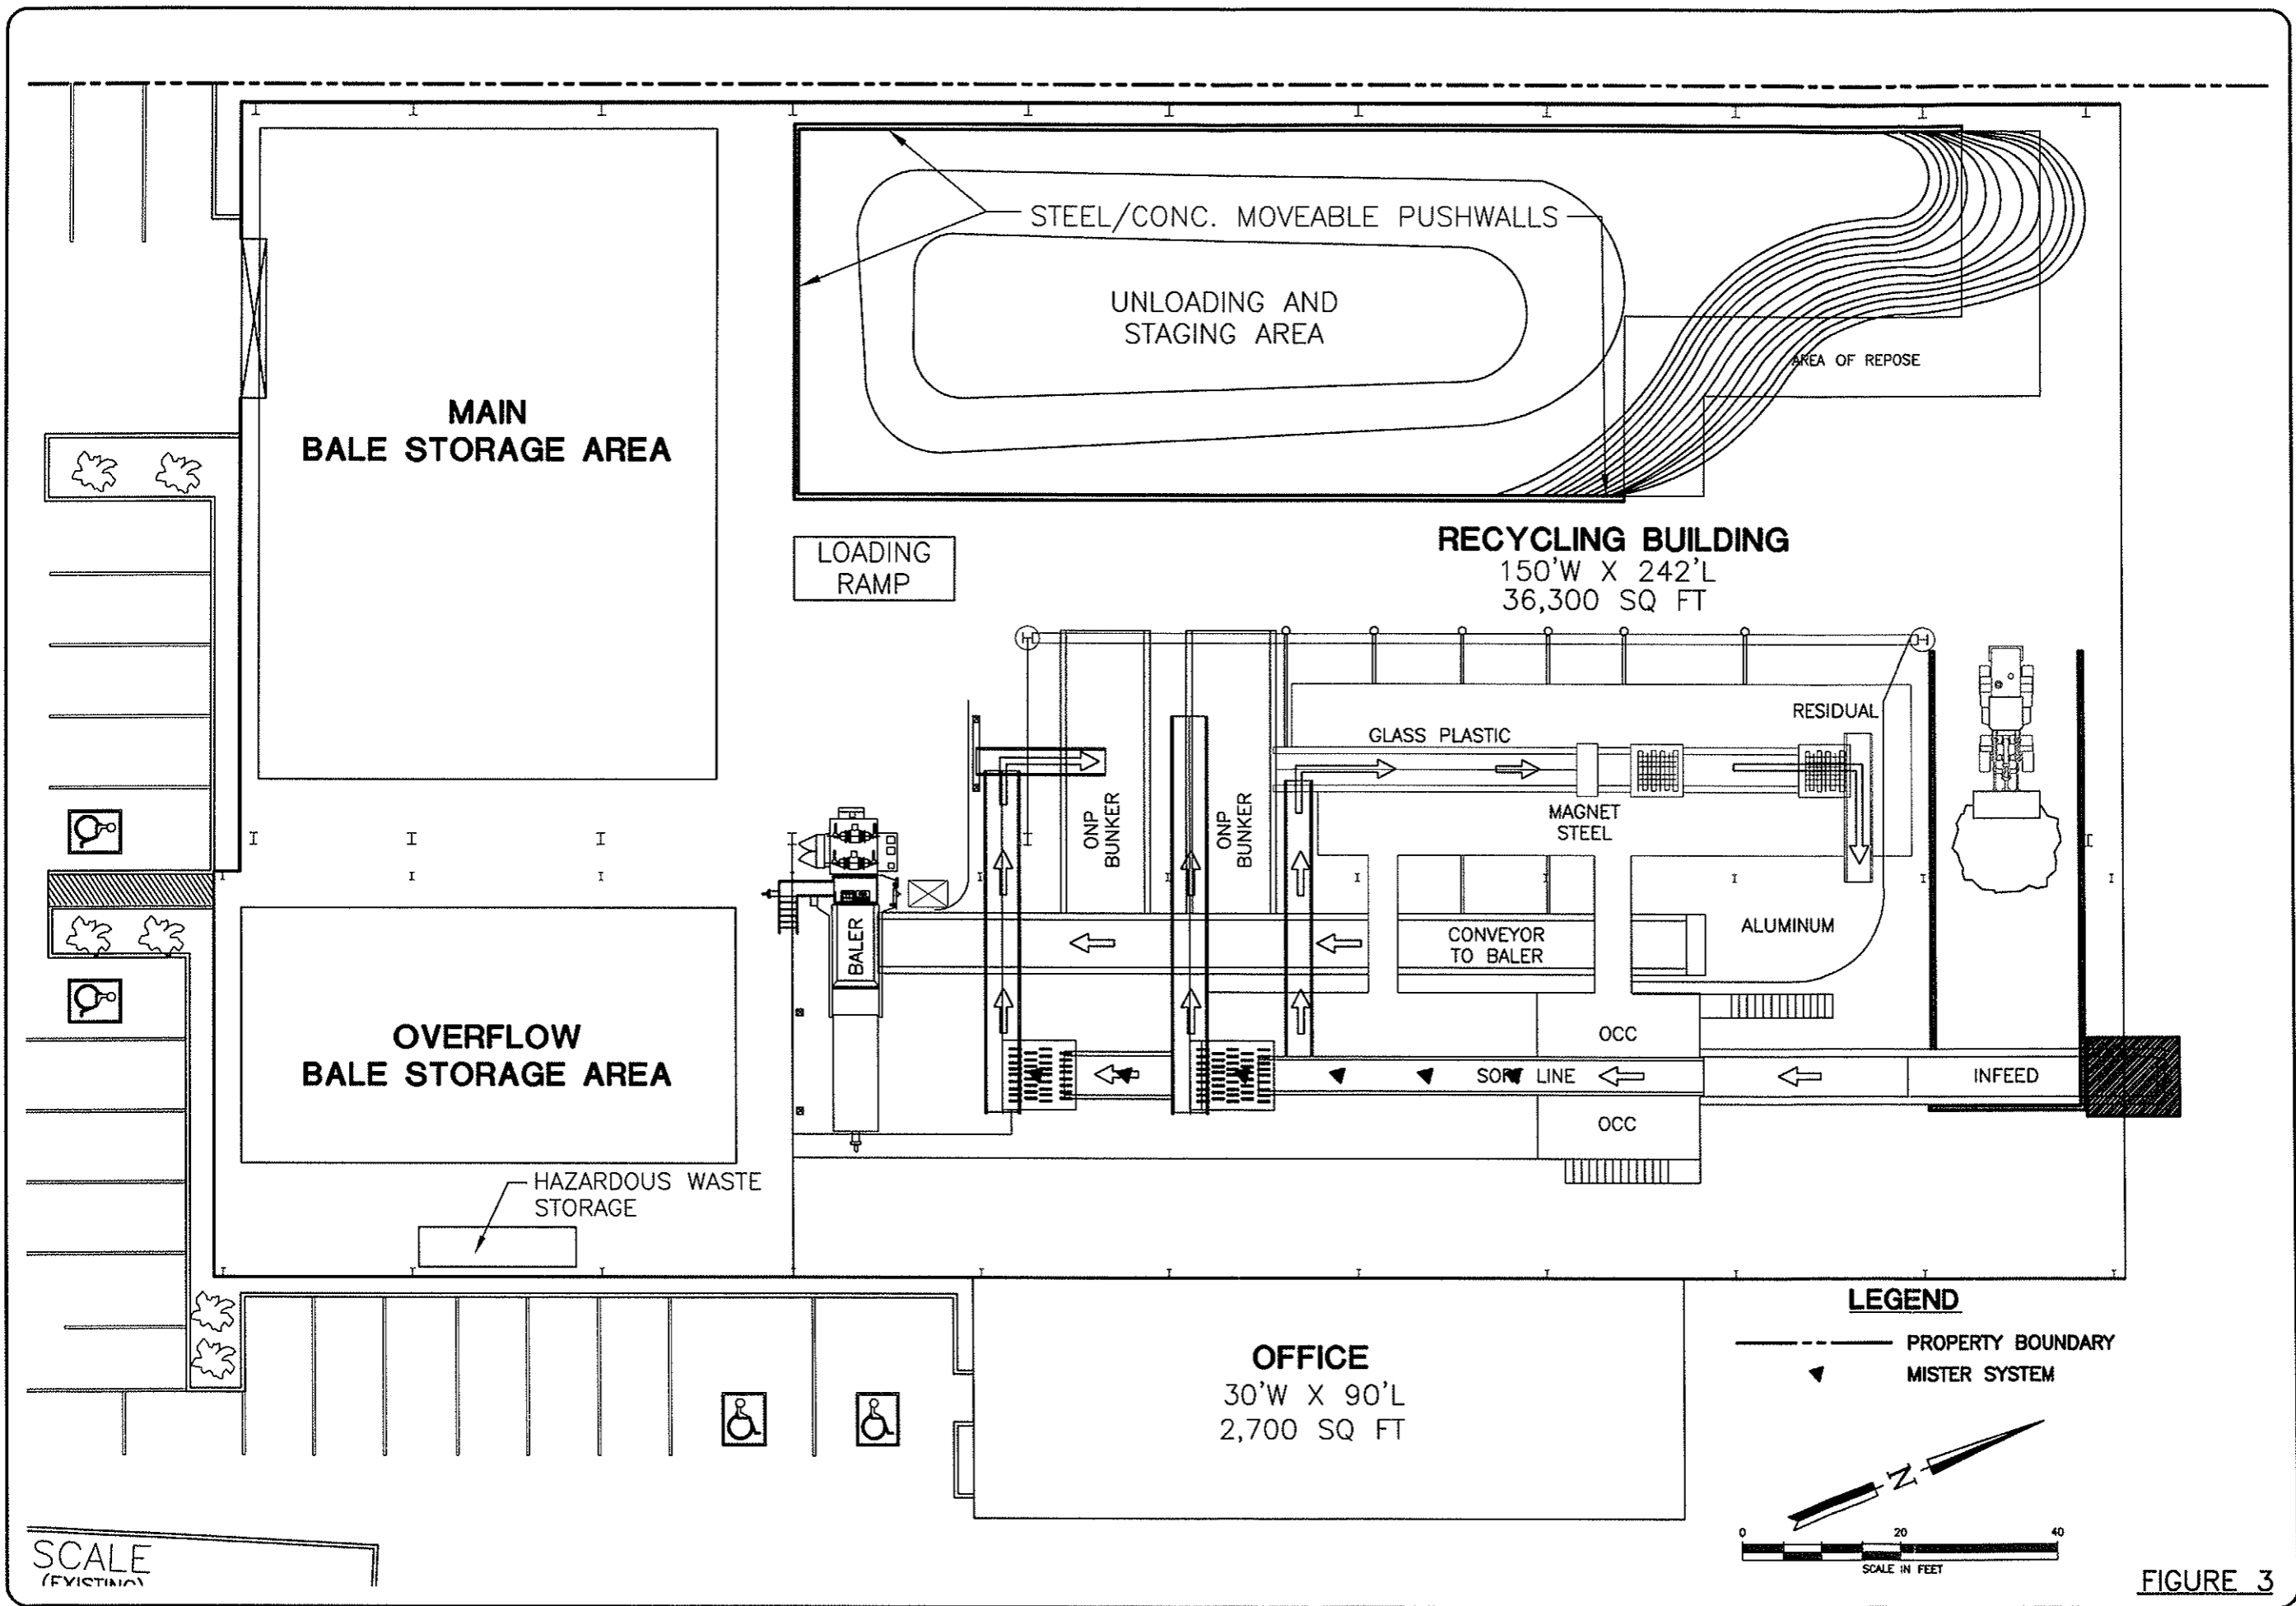 STEEL/CONC. MOVEABLE PUSHWALLS
UNLOADING AND
STAGING AREA
AREA OF REPOSE
MAIN
BALE STORAGE AREA
LOADING
RAMP
RECYCLING BUILDING
150'W X 242'L
36,300 SQ FT
RESIDUAL
GLASS PLASTIC
ONP
BUNKER
ONP
BUNKER
MAGNET
STEEL
ALUMINUM
BALER
CONVEYOR
TO BALER
OCC
SORT LINE
INFEED
OCC
OVERFLOW
BALE STORAGE AREA
HAZARDOUS WASTE
STORAGE
OFFICE
30'W X 90'L
2,700 SQ FT
LEGEND
PROPERTY BOUNDARY
MISTER SYSTEM
N
0 20 40
SCALE IN FEET
SCALE
(EXISTING)
FIGURE 3